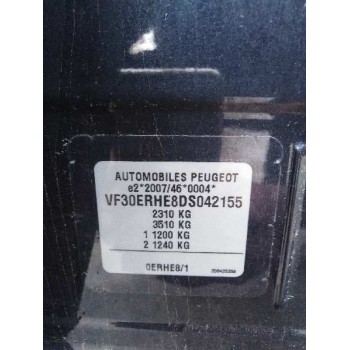 AUTOMOBILES PEUGEOT
e2*2007/46*0004*
VF30ERHE8DS042155
2310 KG
3510 KG
1 1200 KG
2 1240 KG
0ERHE8/1